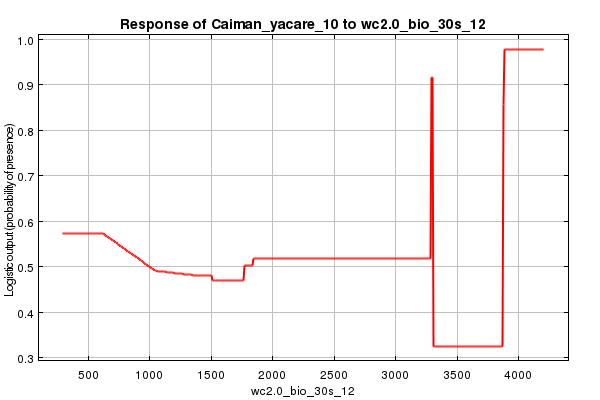 Response of Caiman_yacare_10 to wc2.0_bio_30s_12
Logistic output (probability of presence)
1.0
0.9
0.8
0.7
0.6
0.5
0.4
0.3
500 1000 1500 2000 2500 3000 3500 4000
wc2.0_bio_30s_12